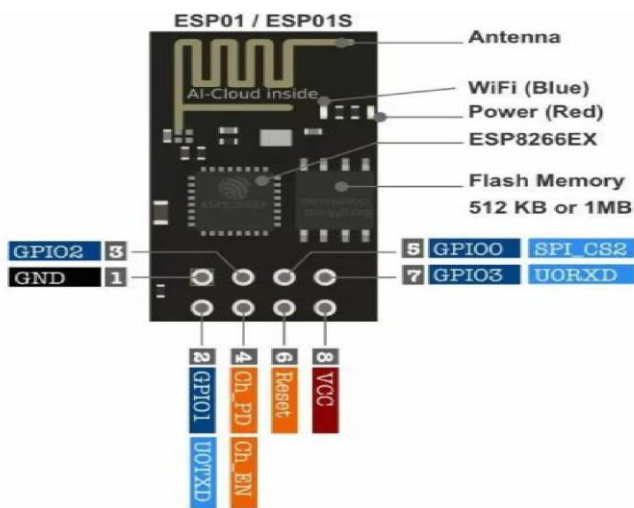 ESP01 / ESP01S
Antenna
AI-Cloud inside
WiFi (Blue)
Power (Red)
ESP8266EX
Flash Memory
512 KB or 1MB
GPIO2 3
GND 1
5 GPIO0 SPI_CS2
7 GPIO3 U0RXD
2 GPIO1 U0TXD
4 Ch_PD Ch_EN
6 Reset
8 VCC